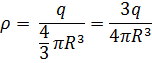 ρ = q / (4/3 πR³) = 3q / (4πR³)